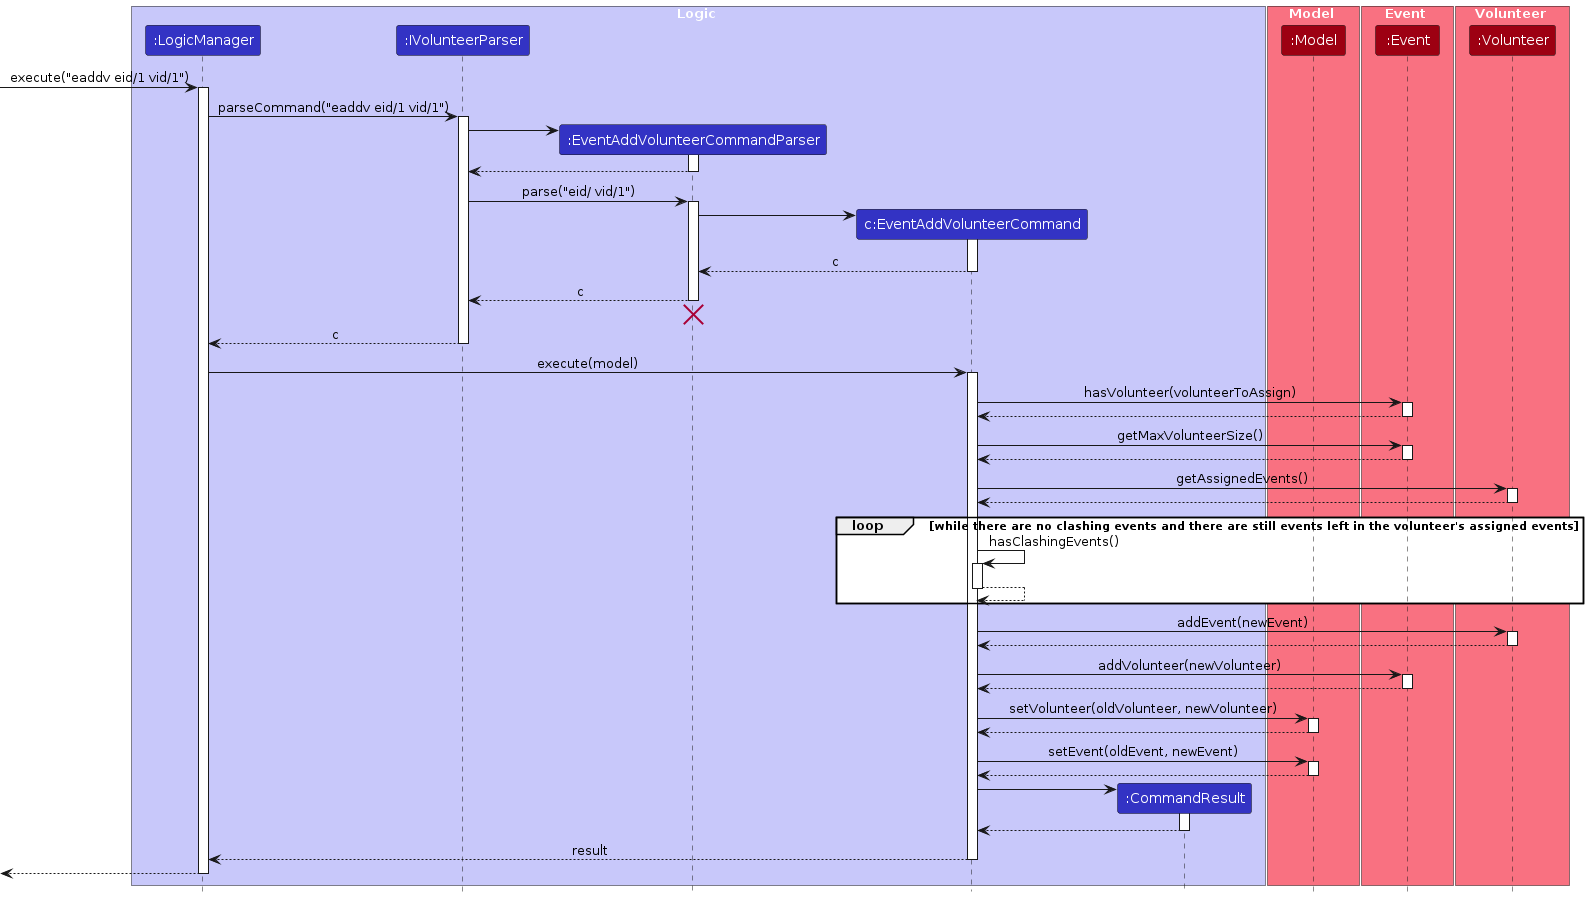 Logic
Model
Event
Volunteer
:LogicManager
:IVolunteerParser
:Model
:Event
:Volunteer
execute("eaddv eid/1 vid/1")
parseCommand("eaddv eid/1 vid/1")
:EventAddVolunteerCommandParser
parse("eid/ vid/1")
c:EventAddVolunteerCommand
c
c
c
execute(model)
hasVolunteer(volunteerToAssign)
getMaxVolunteerSize()
getAssignedEvents()
loop
[while there are no clashing events and there are still events left in the volunteer's assigned events]
hasClashingEvents()
addEvent(newEvent)
addVolunteer(newVolunteer)
setVolunteer(oldVolunteer, newVolunteer)
setEvent(oldEvent, newEvent)
:CommandResult
result